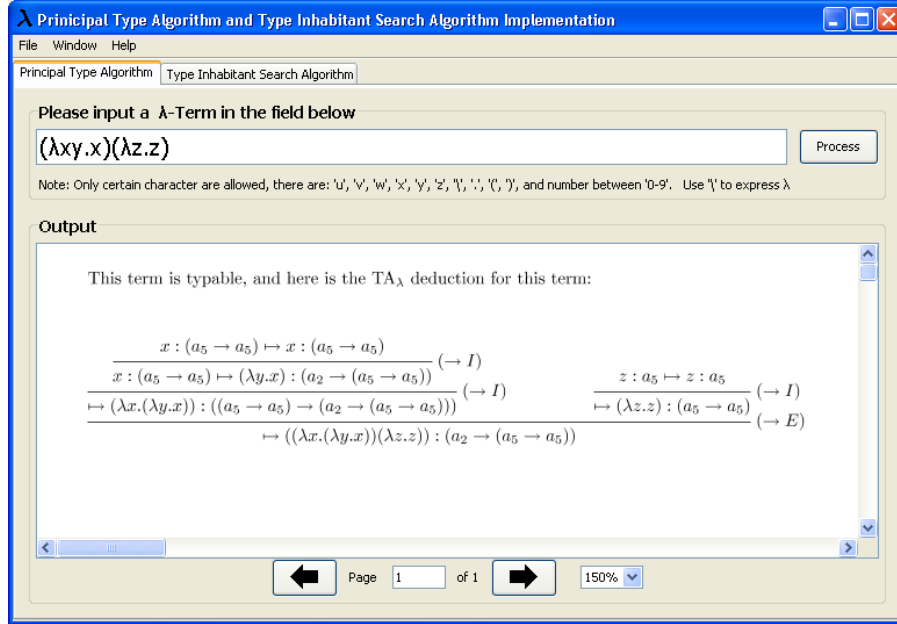 λ Prinicipal Type Algorithm and Type Inhabitant Search Algorithm Implementation
File Window Help
Principal Type Algorithm Type Inhabitant Search Algorithm
Please input a λ-Term in the field below
(λxy.x)(λz.z)
Process
Note: Only certain character are allowed, there are: 'u', 'v', 'w', 'x', 'y', 'z', '\', '.', '(', ')', and number between '0-9'. Use '\' to express λ
Output
This term is typable, and here is the TA_λ deduction for this term:
x : (a₅ → a₅) ↦ x : (a₅ → a₅)
(→ I)
x : (a₅ → a₅) ↦ (λy.x) : (a₂ → (a₅ → a₅))
(→ I)
↦ (λx.(λy.x)) : ((a₅ → a₅) → (a₂ → (a₅ → a₅)))
z : a₅ ↦ z : a₅
(→ I)
↦ (λz.z) : (a₅ → a₅)
(→ E)
↦ ((λx.(λy.x))(λz.z)) : (a₂ → (a₅ → a₅))
Page 1 of 1 150%